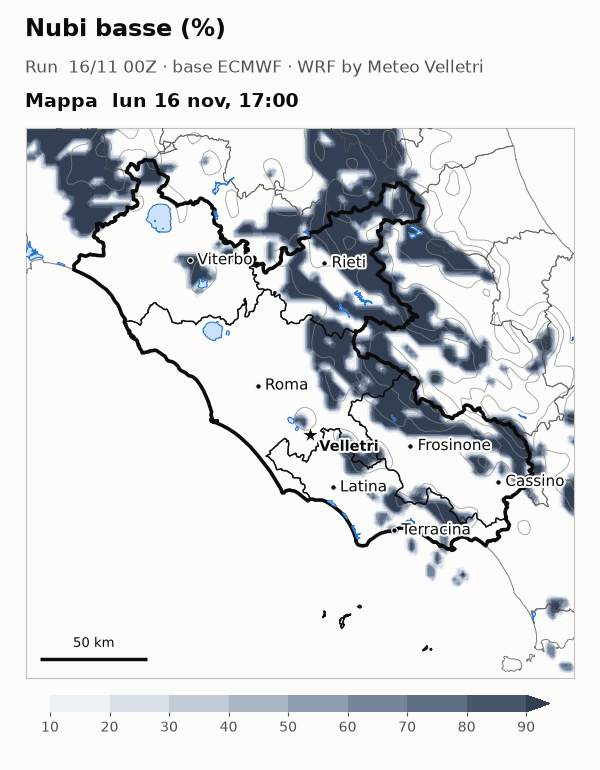 Nubi basse (%)
Run  16/11 00Z · base ECMWF · WRF by Meteo Velletri
Mappa  lun 16 nov, 17:00
Viterbo
Rieti
Roma
Velletri
Frosinone
Cassino
Latina
Terracina
50 km
10 20 30 40 50 60 70 80 90